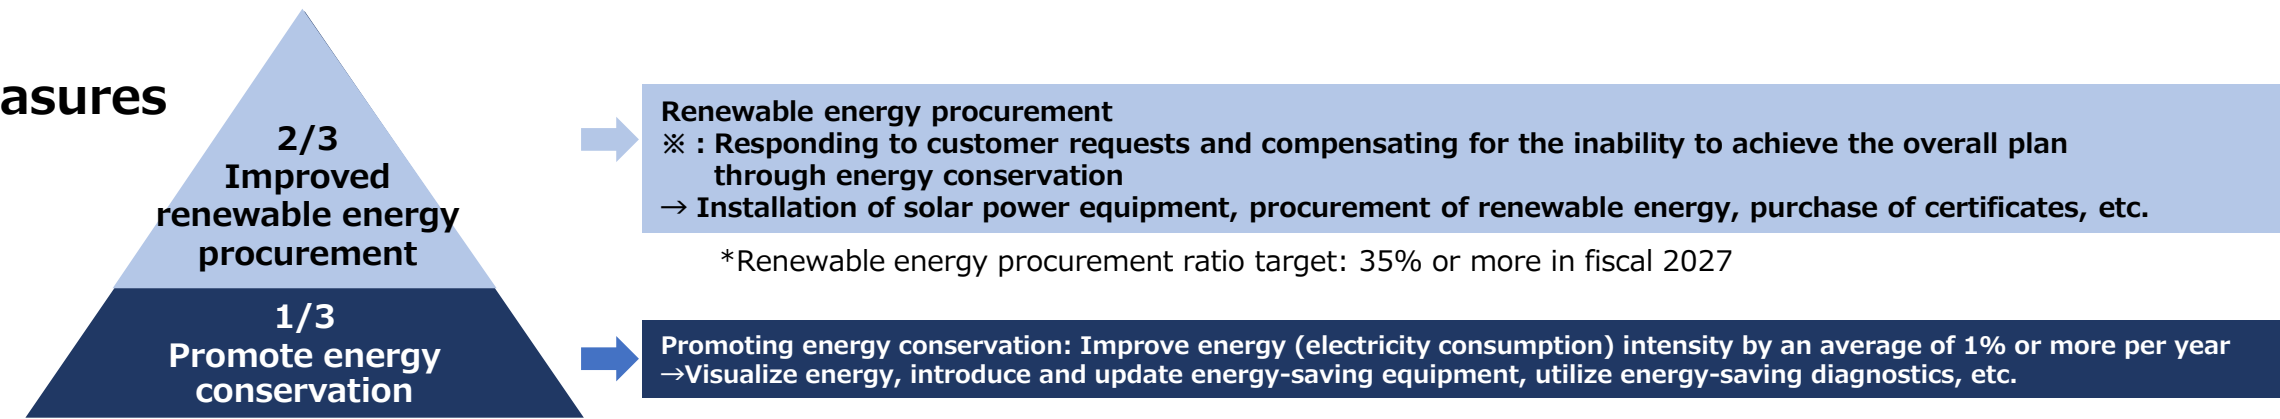 asures
2/3
Improved
renewable energy
procurement
1/3
Promote energy
conservation
Renewable energy procurement
※ : Responding to customer requests and compensating for the inability to achieve the overall plan
through energy conservation
→ Installation of solar power equipment, procurement of renewable energy, purchase of certificates, etc.
*Renewable energy procurement ratio target: 35% or more in fiscal 2027
Promoting energy conservation: Improve energy (electricity consumption) intensity by an average of 1% or more per year
→Visualize energy, introduce and update energy-saving equipment, utilize energy-saving diagnostics, etc.